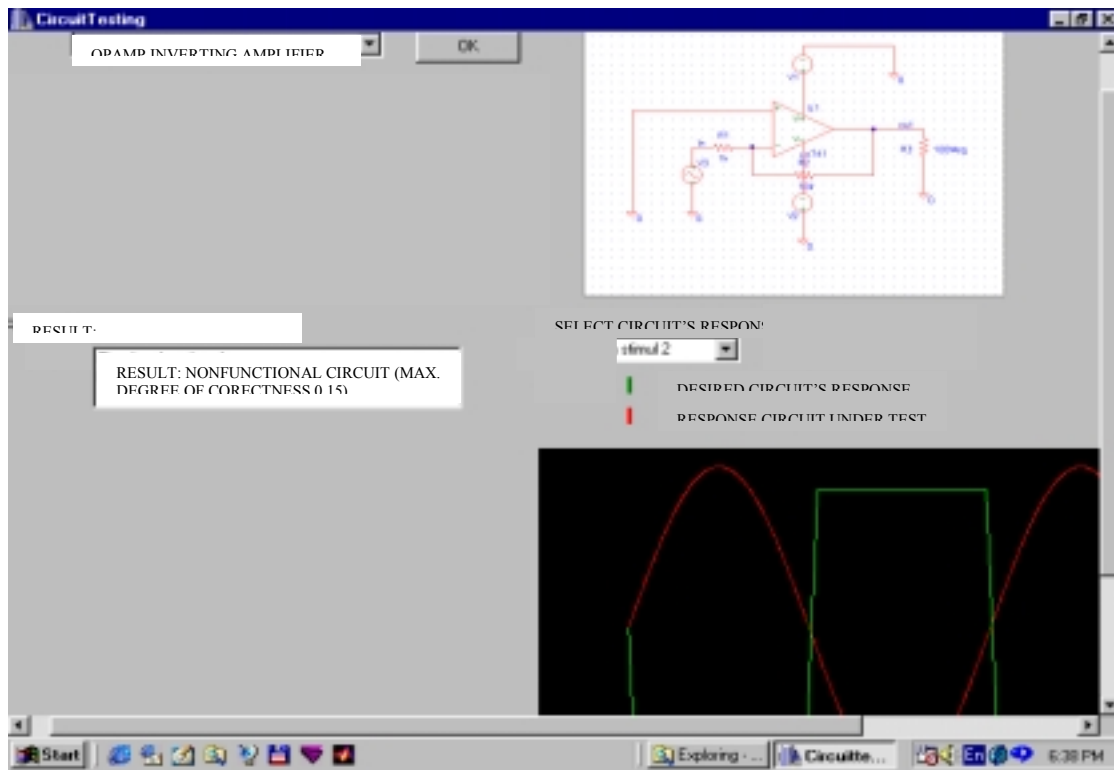 CircuitTesting
OPAMP INVERTING AMPLIFIER
OK
RESULT:
RESULT: NONFUNCTIONAL CIRCUIT (MAX.
DEGREE OF CORECTNESS 0.15)
SELECT CIRCUIT'S RESPON
stimul 2
DESIRED CIRCUIT'S RESPONSE
RESPONSE CIRCUIT UNDER TEST
Start
Exploring - ...
Circuitte...
En
6:38 PM